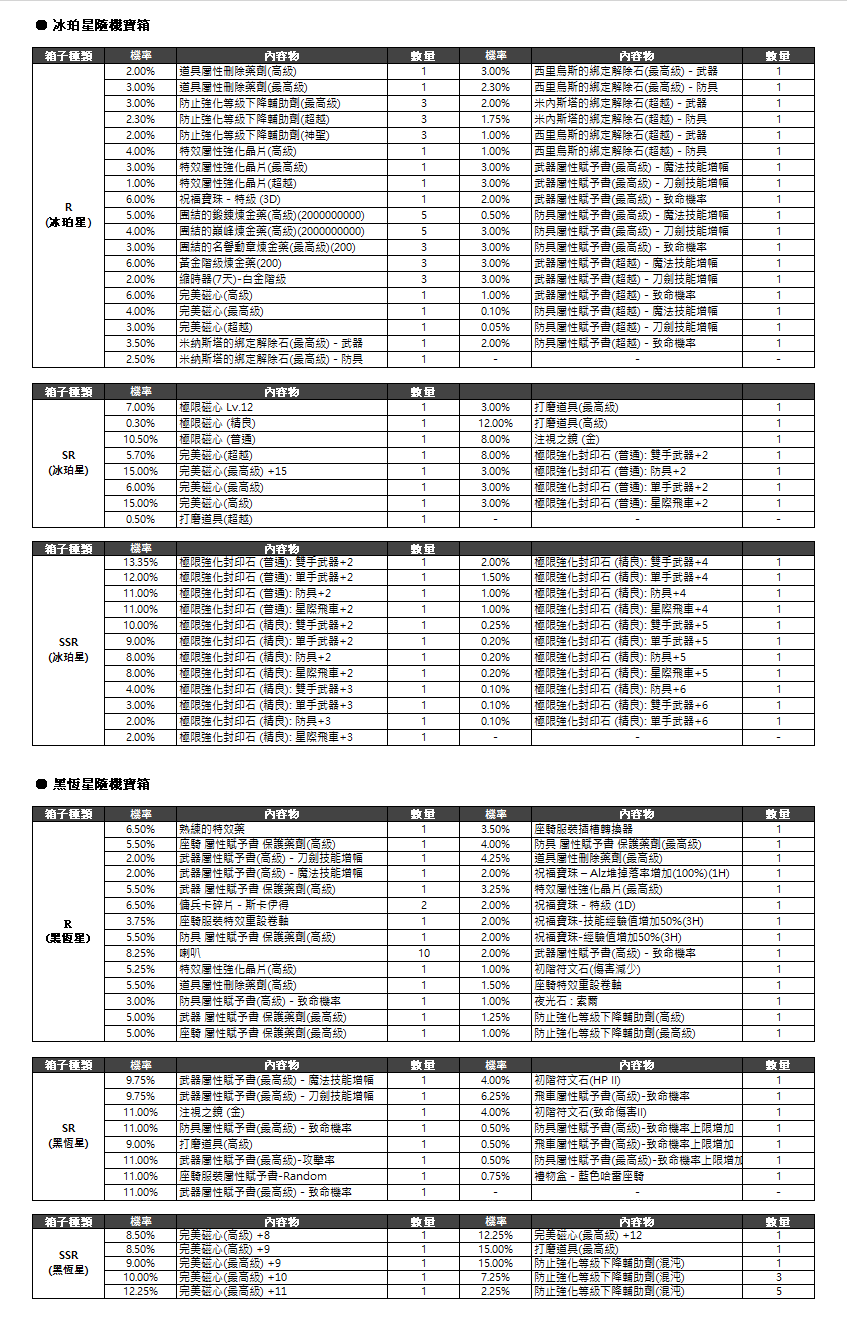 ● 冰珀星隨機寶箱
箱子種類 機率 內容物 數量 機率 內容物 數量
R
(冰珀星)
2.00% 道具屬性刪除藥劑(高級) 1 3.00% 西里烏斯的綁定解除石(最高級) - 武器 1
3.00% 道具屬性刪除藥劑(最高級) 1 2.30% 西里烏斯的綁定解除石(最高級) - 防具 1
3.00% 防止強化等級下降輔助劑(最高級) 3 2.00% 米內斯塔的綁定解除石(超越) - 武器 1
2.30% 防止強化等級下降輔助劑(超越) 3 1.75% 米內斯塔的綁定解除石(超越) - 防具 1
2.00% 防止強化等級下降輔助劑(神聖) 3 1.00% 西里烏斯的綁定解除石(超越) - 武器 1
4.00% 特效屬性強化晶片(高級) 1 1.00% 西里烏斯的綁定解除石(超越) - 防具 1
3.00% 特效屬性強化晶片(最高級) 1 3.00% 武器屬性賦予書(最高級) - 魔法技能增幅 1
1.00% 特效屬性強化晶片(超越) 1 3.00% 武器屬性賦予書(最高級) - 刀劍技能增幅 1
6.00% 祝福寶珠 - 特級 (3D) 1 2.00% 武器屬性賦予書(最高級) - 致命機率 1
5.00% 團結的鍛鍊煉金藥(高級)(2000000000) 5 0.50% 防具屬性賦予書(最高級) - 魔法技能增幅 1
4.00% 團結的巔峰煉金藥(高級)(2000000000) 5 3.00% 防具屬性賦予書(最高級) - 刀劍技能增幅 1
3.00% 團結的名譽勳章煉金藥(最高級)(200) 3 3.00% 防具屬性賦予書(最高級) - 致命機率 1
6.00% 黃金階級煉金藥(200) 3 3.00% 武器屬性賦予書(超越) - 魔法技能增幅 1
2.00% 縮時器(7天)-白金階級 3 3.00% 武器屬性賦予書(超越) - 刀劍技能增幅 1
6.00% 完美磁心(高級) 1 1.00% 武器屬性賦予書(超越) - 致命機率 1
4.00% 完美磁心(最高級) 1 0.10% 防具屬性賦予書(超越) - 魔法技能增幅 1
3.00% 完美磁心(超越) 1 0.05% 防具屬性賦予書(超越) - 刀劍技能增幅 1
3.50% 米納斯塔的綁定解除石(最高級) - 武器 1 2.00% 防具屬性賦予書(超越) - 致命機率 1
2.50% 米納斯塔的綁定解除石(最高級) - 防具 1 - - -
箱子種類 機率 內容物 數量
SR
(冰珀星)
7.00% 極限磁心 Lv.12 1 3.00% 打磨道具(最高級) 1
0.30% 極限磁心 (精良) 1 12.00% 打磨道具(高級) 1
10.50% 極限磁心 (普通) 1 8.00% 注視之鏡 (金) 1
5.70% 完美磁心(超越) 1 8.00% 極限強化封印石 (普通): 雙手武器+2 1
15.00% 完美磁心(最高級) +15 1 3.00% 極限強化封印石 (普通): 防具+2 1
6.00% 完美磁心(最高級) 1 3.00% 極限強化封印石 (普通): 單手武器+2 1
15.00% 完美磁心(高級) 1 3.00% 極限強化封印石 (普通): 星際飛車+2 1
0.50% 打磨道具(超越) 1 - - -
箱子種類 機率 內容物 數量
SSR
(冰珀星)
13.35% 極限強化封印石 (普通): 雙手武器+2 1 2.00% 極限強化封印石 (精良): 雙手武器+4 1
12.00% 極限強化封印石 (普通): 單手武器+2 1 1.50% 極限強化封印石 (精良): 單手武器+4 1
11.00% 極限強化封印石 (普通): 防具+2 1 1.00% 極限強化封印石 (精良): 防具+4 1
11.00% 極限強化封印石 (普通): 星際飛車+2 1 1.00% 極限強化封印石 (精良): 星際飛車+4 1
10.00% 極限強化封印石 (精良): 雙手武器+2 1 0.25% 極限強化封印石 (精良): 雙手武器+5 1
9.00% 極限強化封印石 (精良): 單手武器+2 1 0.20% 極限強化封印石 (精良): 單手武器+5 1
8.00% 極限強化封印石 (精良): 防具+2 1 0.20% 極限強化封印石 (精良): 防具+5 1
8.00% 極限強化封印石 (精良): 星際飛車+2 1 0.20% 極限強化封印石 (精良): 星際飛車+5 1
4.00% 極限強化封印石 (精良): 雙手武器+3 1 0.10% 極限強化封印石 (精良): 防具+6 1
3.00% 極限強化封印石 (精良): 單手武器+3 1 0.10% 極限強化封印石 (精良): 雙手武器+6 1
2.00% 極限強化封印石 (精良): 防具+3 1 0.10% 極限強化封印石 (精良): 單手武器+6 1
2.00% 極限強化封印石 (精良): 星際飛車+3 1 - - -
● 黑恆星隨機寶箱
箱子種類 機率 內容物 數量 機率 內容物 數量
R
(黑恆星)
6.50% 熟練的特效藥 1 3.50% 座騎服裝插槽轉換器 1
5.50% 座騎 屬性賦予書 保護藥劑(高級) 1 4.00% 防具 屬性賦予書 保護藥劑(最高級) 1
2.00% 武器屬性賦予書(高級) - 刀劍技能增幅 1 4.25% 道具屬性刪除藥劑(最高級) 1
2.00% 武器屬性賦予書(高級) - 魔法技能增幅 1 2.00% 祝福寶珠 – Alz堆掉落率增加(100%)(1H) 1
5.50% 武器 屬性賦予書 保護藥劑(高級) 1 3.25% 特效屬性強化晶片(最高級) 1
6.50% 傭兵卡碎片 - 斯卡伊得 2 2.00% 祝福寶珠 - 特級 (1D) 1
3.75% 座騎服裝特效重設卷軸 1 2.00% 祝福寶珠-技能經驗值增加50%(3H) 1
5.50% 防具 屬性賦予書 保護藥劑(高級) 1 2.00% 祝福寶珠-經驗值增加50%(3H) 1
8.25% 喇叭 10 2.00% 武器屬性賦予書(高級) - 致命機率 1
5.25% 特效屬性強化晶片(高級) 1 1.00% 初階符文石(傷害減少) 1
5.50% 道具屬性刪除藥劑(高級) 1 1.50% 座騎特效重設卷軸 1
3.00% 防具屬性賦予書(高級) - 致命機率 1 1.00% 夜光石 : 索爾 1
5.00% 武器 屬性賦予書 保護藥劑(最高級) 1 1.25% 防止強化等級下降輔助劑(高級) 1
5.00% 座騎 屬性賦予書 保護藥劑(最高級) 1 1.00% 防止強化等級下降輔助劑(最高級) 1
箱子種類 機率 內容物 數量 機率 內容物 數量
SR
(黑恆星)
9.75% 武器屬性賦予書(最高級) - 魔法技能增幅 1 4.00% 初階符文石(HP II) 1
9.75% 武器屬性賦予書(最高級) - 刀劍技能增幅 1 6.25% 飛車屬性賦予書(高級)-致命機率 1
11.00% 注視之鏡 (金) 1 4.00% 初階符文石(致命傷害II) 1
11.00% 防具屬性賦予書(最高級) - 致命機率 1 0.50% 防具屬性賦予書(高級)-致命機率上限增加 1
9.00% 打磨道具(高級) 1 0.50% 飛車屬性賦予書(高級)-致命機率上限增加 1
11.00% 武器屬性賦予書(最高級)-攻擊率 1 0.50% 防具屬性賦予書(最高級)-致命機率上限增加 1
11.00% 座騎服裝屬性賦予書-Random 1 0.75% 禮物盒 - 藍色哈雷座騎 1
11.00% 武器屬性賦予書(最高級) - 致命機率 1 - - -
箱子種類 機率 內容物 數量 機率 內容物 數量
SSR
(黑恆星)
8.50% 完美磁心(高級) +8 1 12.25% 完美磁心(最高級) +12 1
8.50% 完美磁心(高級) +9 1 15.00% 打磨道具(最高級) 1
9.00% 完美磁心(最高級) +9 1 15.00% 防止強化等級下降輔助劑(混沌) 1
10.00% 完美磁心(最高級) +10 1 7.25% 防止強化等級下降輔助劑(混沌) 3
12.25% 完美磁心(最高級) +11 1 2.25% 防止強化等級下降輔助劑(混沌) 5